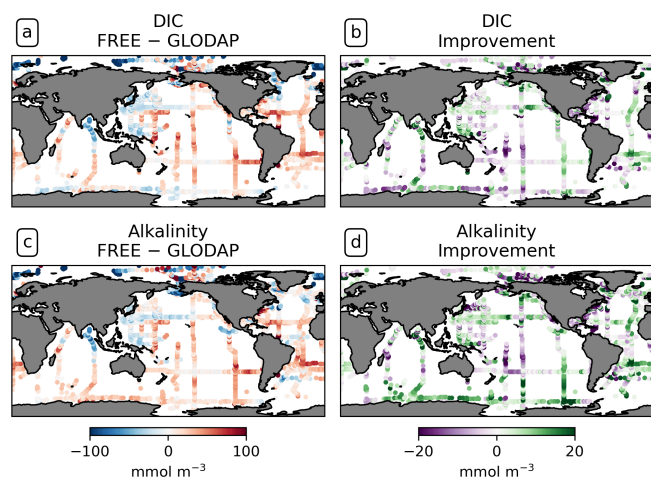 a
DIC
FREE − GLODAP
b
DIC
Improvement
c
Alkalinity
FREE − GLODAP
d
Alkalinity
Improvement
−100 0 100
mmol m⁻³
−20 0 20
mmol m⁻³